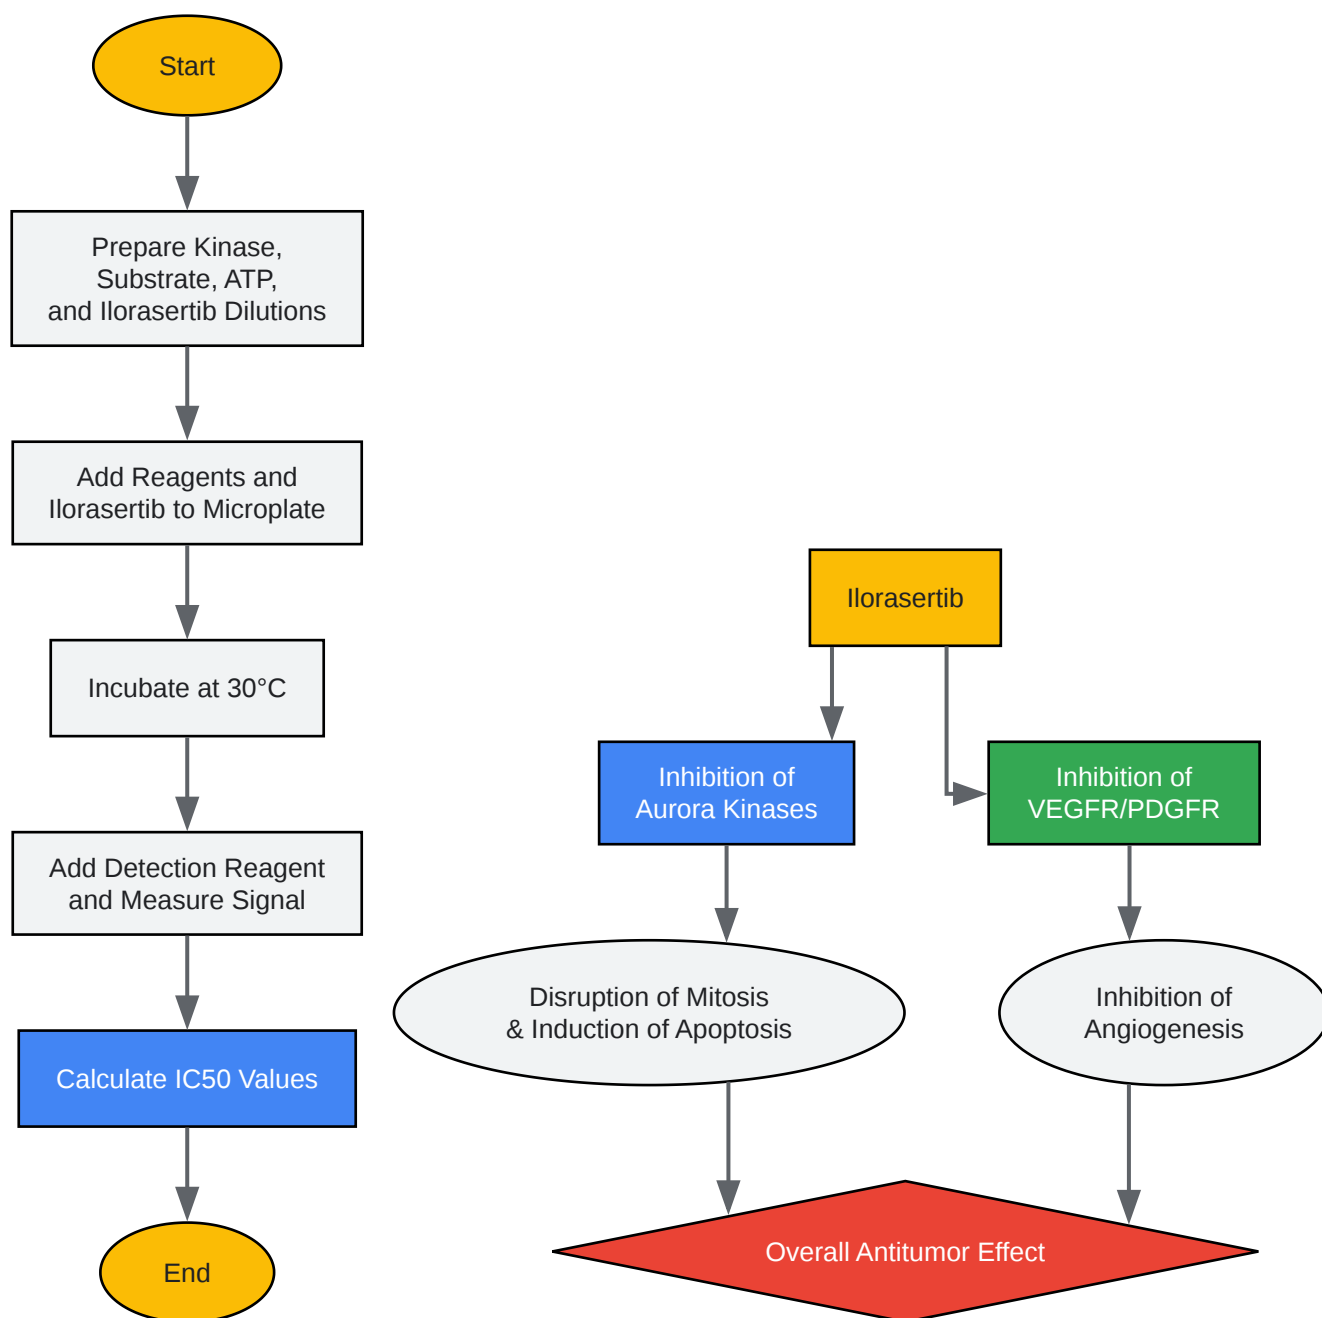 Start
Prepare Kinase,
Substrate, ATP,
and Ilorasertib Dilutions
Add Reagents and
Ilorasertib to Microplate
Incubate at 30°C
Add Detection Reagent
and Measure Signal
Calculate IC50 Values
End
Ilorasertib
Inhibition of
Aurora Kinases
Inhibition of
VEGFR/PDGFR
Disruption of Mitosis
& Induction of Apoptosis
Inhibition of
Angiogenesis
Overall Antitumor Effect